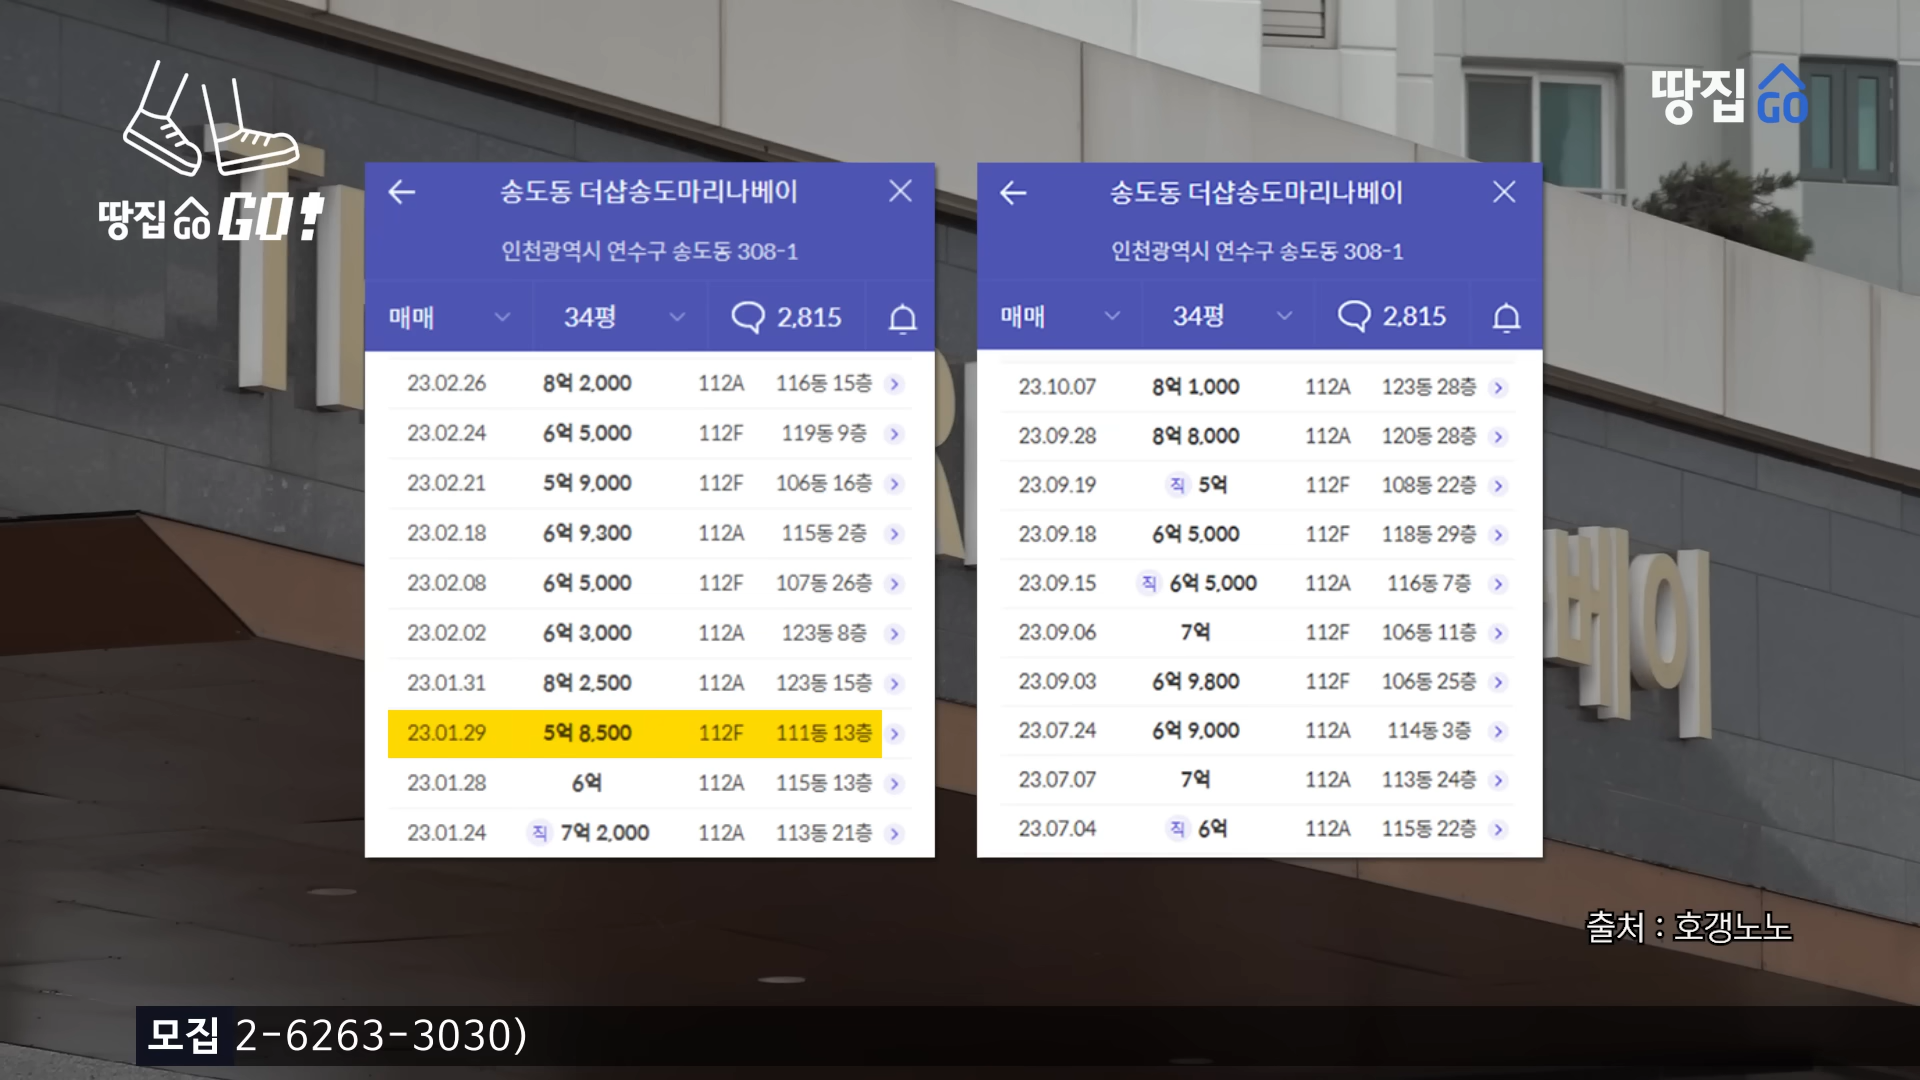 땅집GO GO!
땅집GO
송도동 더샵송도마리나베이
인천광역시 연수구 송도동 308-1
매매 34평 2,815
23.02.26 8억 2,000 112A 116동 15층
23.02.24 6억 5,000 112F 119동 9층
23.02.21 5억 9,000 112F 106동 16층
23.02.18 6억 9,300 112A 115동 2층
23.02.08 6억 5,000 112F 107동 26층
23.02.02 6억 3,000 112A 123동 8층
23.01.31 8억 2,500 112A 123동 15층
23.01.29 5억 8,500 112F 111동 13층
23.01.28 6억 112A 115동 13층
23.01.24 직 7억 2,000 112A 113동 21층
송도동 더샵송도마리나베이
인천광역시 연수구 송도동 308-1
매매 34평 2,815
23.10.07 8억 1,000 112A 123동 28층
23.09.28 8억 8,000 112A 120동 28층
23.09.19 직 5억 112F 108동 22층
23.09.18 6억 5,000 112F 118동 29층
23.09.15 직 6억 5,000 112A 116동 7층
23.09.06 7억 112F 106동 11층
23.09.03 6억 9,800 112F 106동 25층
23.07.24 6억 9,000 112A 114동 3층
23.07.07 7억 112A 113동 24층
23.07.04 직 6억 112A 115동 22층
베이
출처 : 호갱노노
모집 2-6263-3030)